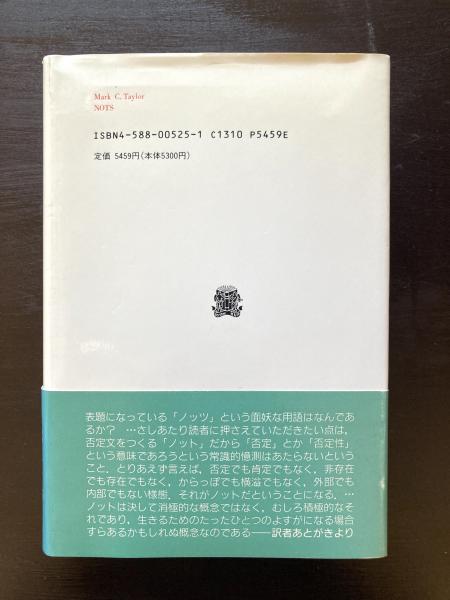 Mark C. Taylor
NOTS
ISBN4-588-00525-1 C1310 P5459E
定価 5459円(本体5300円)
表題になっている「ノッツ」という面妖な用語はなんであ
るか? …さしあたり読者に押さえていただきたい点は,
否定文をつくる「ノット」だから「否定」とか「否定性」
という意味であろうという常識的憶測はあたらないという
こと,とりあえず言えば,否定でも肯定でもなく,非存在
でも存在でもなく,からっぽでも横溢でもなく,外部でも
内部でもない様態,それがノットだということになる.…
ノットは決して消極的な概念ではなく,むしろ積極的なそ
れであり,生きるためのたったひとつのよすがになる場合
すらあるかもしれぬ概念なのである──訳者あとがきより